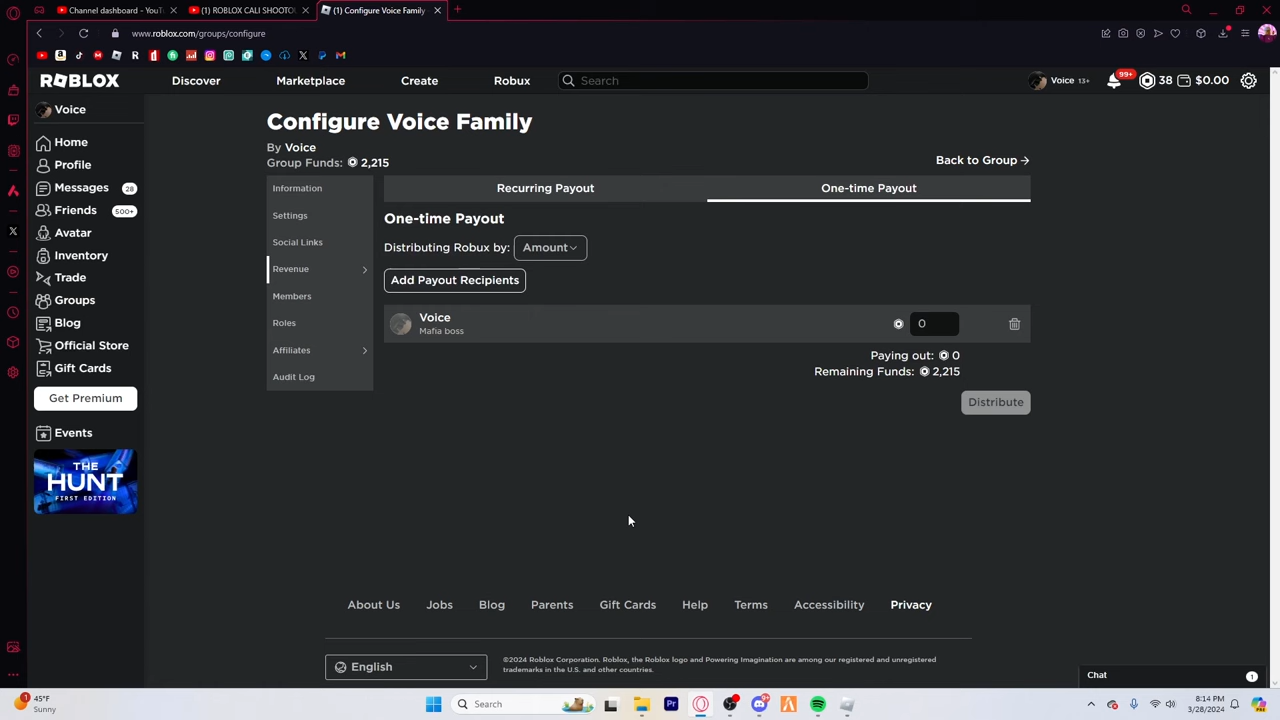 Channel dashboard - YouTu
(1) ROBLOX CALI SHOOTOU
(1) Configure Voice Family
www.roblox.com/groups/configure
ROBLOX
Discover
Marketplace
Create
Robux
Search
Voice 13+
99+
38
$0.00
Voice
Home
Profile
Messages
28
Friends
500+
Avatar
Inventory
Trade
Groups
Blog
Official Store
Gift Cards
Get Premium
Events
THE
HUNT
FIRST EDITION
Configure Voice Family
By Voice
Group Funds: 2,215
Back to Group
Information
Settings
Social Links
Revenue
Members
Roles
Affiliates
Audit Log
Recurring Payout
One-time Payout
One-time Payout
Distributing Robux by: Amount
Add Payout Recipients
Voice
Mafia boss
0
Paying out: 0
Remaining Funds: 2,215
Distribute
About Us
Jobs
Blog
Parents
Gift Cards
Help
Terms
Accessibility
Privacy
English
©2024 Roblox Corporation. Roblox, the Roblox logo and Powering Imagination are among our registered and unregistered
trademarks in the U.S. and other countries.
Chat
1
1
45°F
Sunny
Search
Pr
9+
3/28/2024